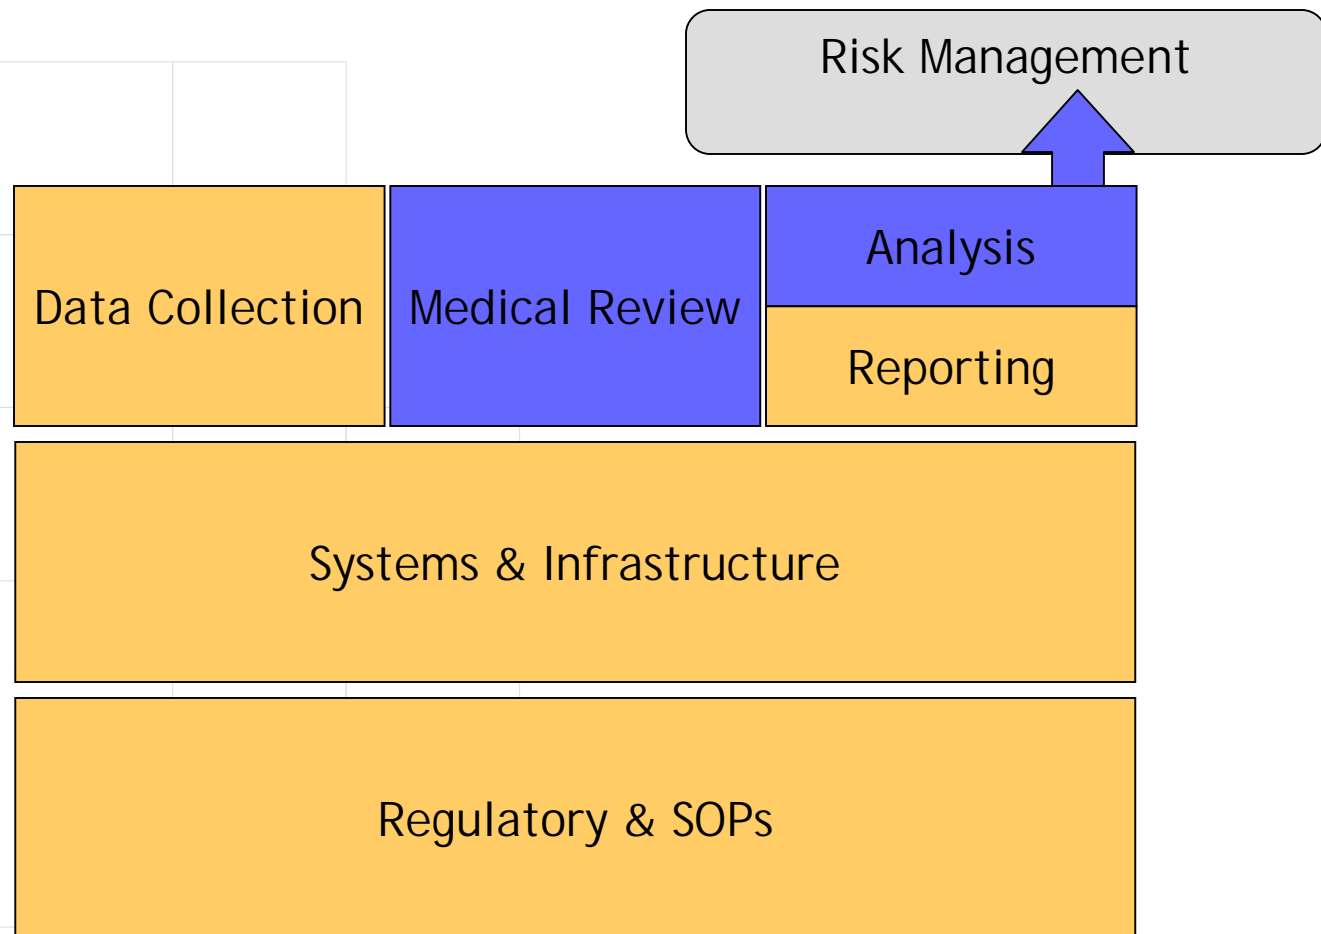 Risk Management
Data Collection
Medical Review
Analysis
Reporting
Systems & Infrastructure
Regulatory & SOPs